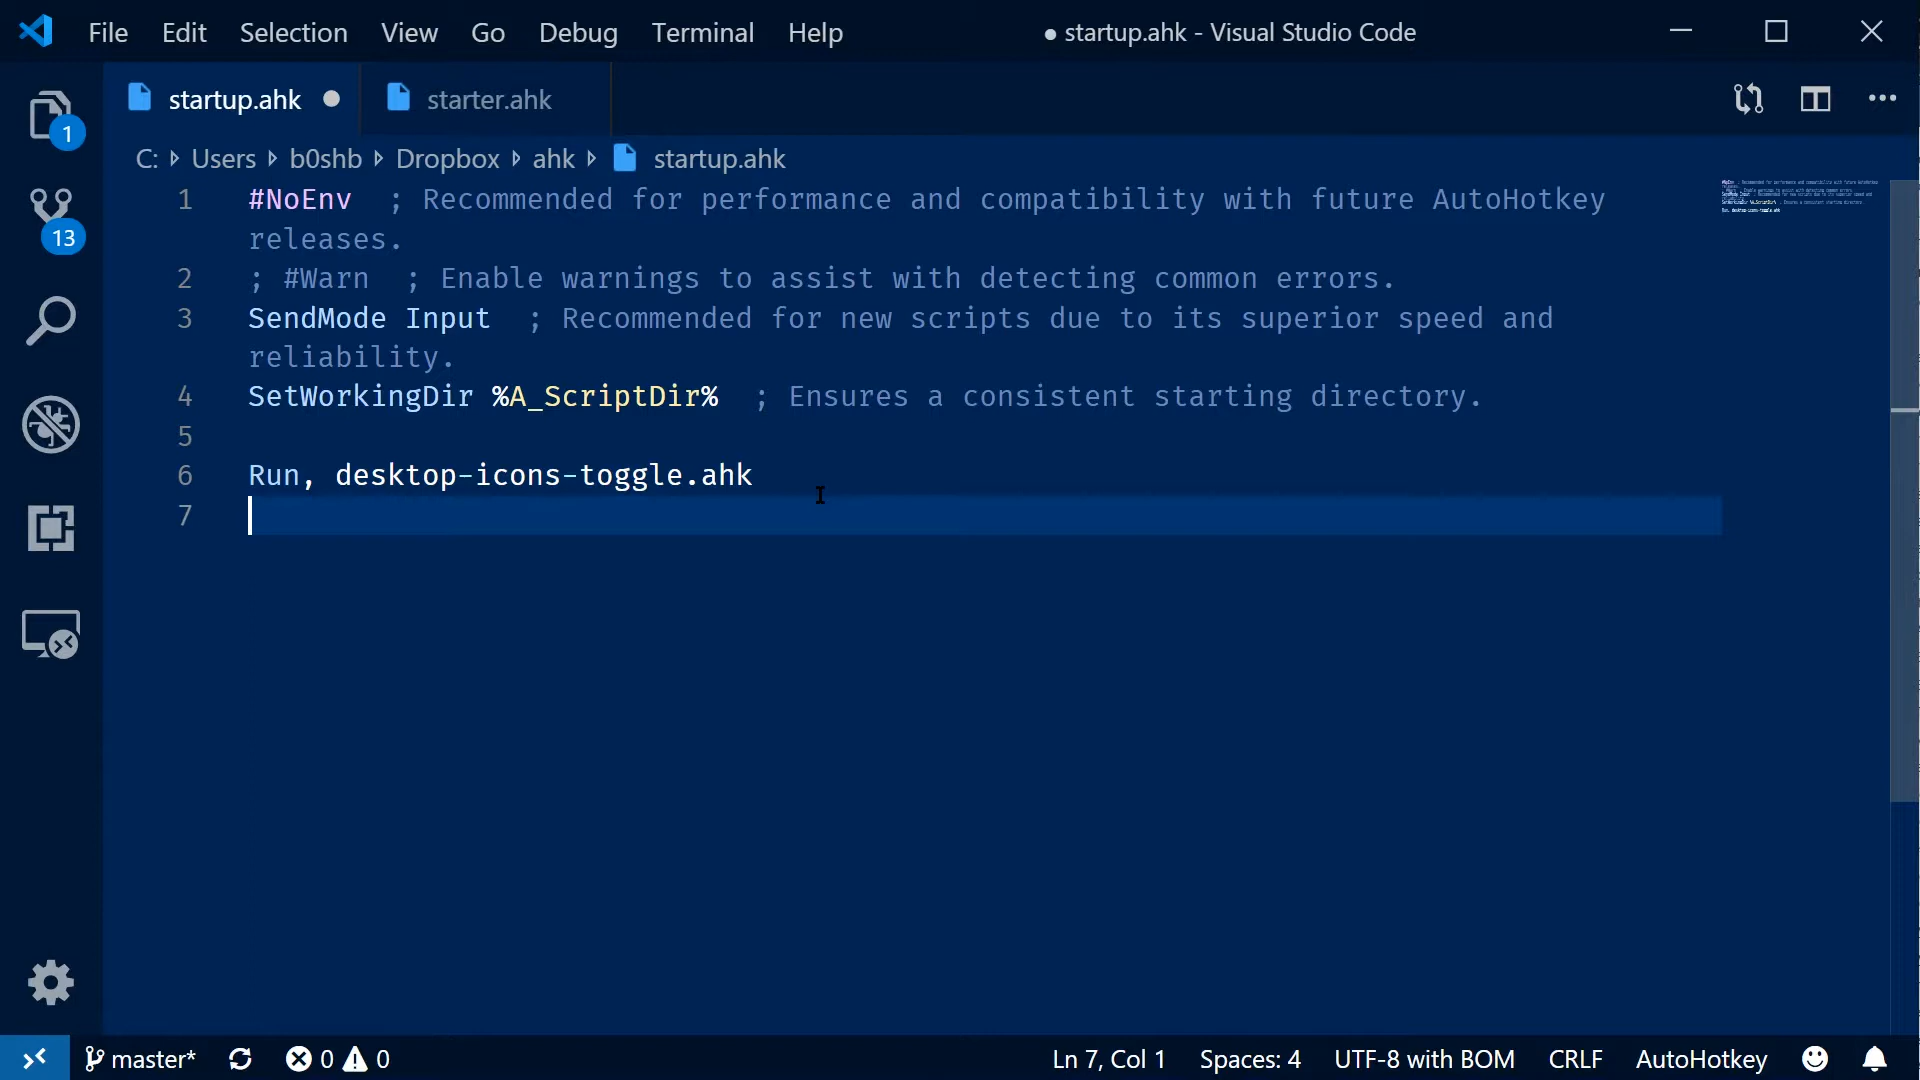 File Edit Selection View Go Debug Terminal Help ● startup.ahk - Visual Studio Code
startup.ahk ● starter.ahk
1
C: Users b0shb Dropbox ahk startup.ahk
1 #NoEnv ; Recommended for performance and compatibility with future AutoHotkey
releases.
13
2 ; #Warn ; Enable warnings to assist with detecting common errors.
3 SendMode Input ; Recommended for new scripts due to its superior speed and
reliability.
4 SetWorkingDir %A_ScriptDir% ; Ensures a consistent starting directory.
5
6 Run, desktop-icons-toggle.ahk
7
master* 0 0 Ln 7, Col 1 Spaces: 4 UTF-8 with BOM CRLF AutoHotkey